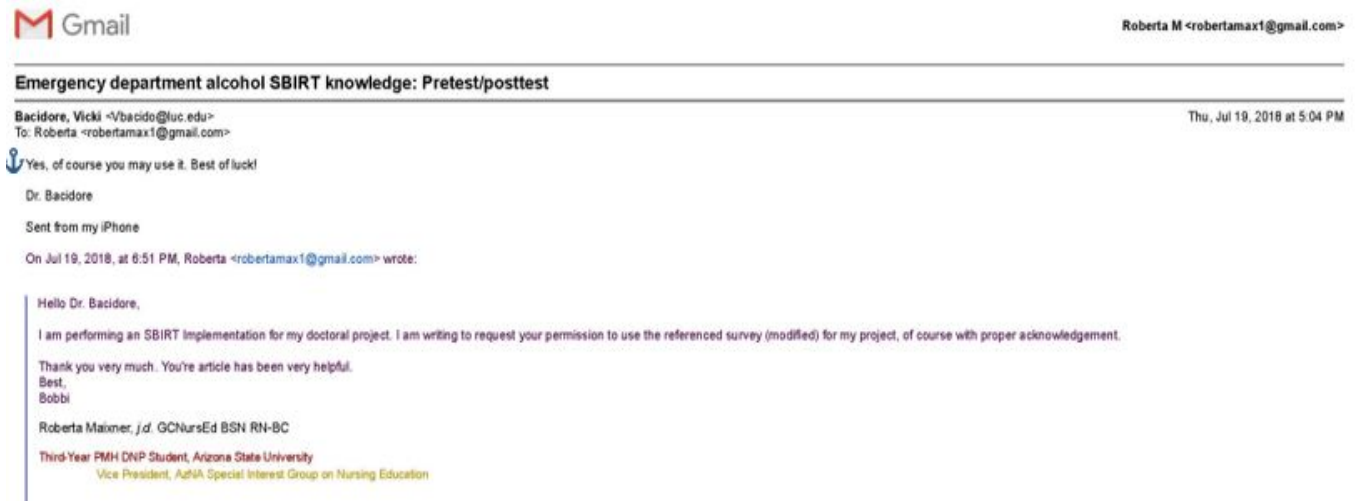 Gmail
Roberta M <robertamax1@gmail.com>
Emergency department alcohol SBIRT knowledge: Pretest/posttest
Bacidore, Vicki <Vbacido@luc.edu>
Thu, Jul 19, 2018 at 5:04 PM
To: Roberta <robertamax1@gmail.com>
Yes, of course you may use it. Best of luck!
Dr. Bacidore
Sent from my iPhone
On Jul 19, 2018, at 6:51 PM, Roberta <robertamax1@gmail.com> wrote:
Hello Dr. Bacidore,
I am performing an SBIRT Implementation for my doctoral project. I am writing to request your permission to use the referenced survey (modified) for my project, of course with proper acknowledgement.
Thank you very much. You're article has been very helpful.
Best,
Bobbi
Roberta Maixner, j.d. GCNursEd BSN RN-BC
Third-Year PMH DNP Student, Arizona State University
Vice President, AzNA Special Interest Group on Nursing Education